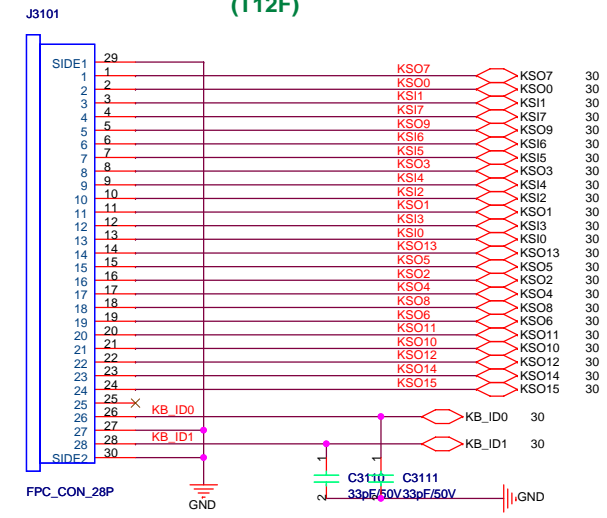 (T12F)
J3101
SIDE1 29
1 1 KSO7 KSO7 30
2 2 KSO0 KSO0 30
3 3 KSI1 KSI1 30
4 4 KSI7 KSI7 30
5 5 KSO9 KSO9 30
6 6 KSI6 KSI6 30
7 7 KSI5 KSI5 30
8 8 KSO3 KSO3 30
9 9 KSI4 KSI4 30
10 10 KSI2 KSI2 30
11 11 KSO1 KSO1 30
12 12 KSI3 KSI3 30
13 13 KSI0 KSI0 30
14 14 KSO13 KSO13 30
15 15 KSO5 KSO5 30
16 16 KSO2 KSO2 30
17 17 KSO4 KSO4 30
18 18 KSO8 KSO8 30
19 19 KSO6 KSO6 30
20 20 KSO11 KSO11 30
21 21 KSO10 KSO10 30
22 22 KSO12 KSO12 30
23 23 KSO14 KSO14 30
24 24 KSO15 KSO15 30
25 25
26 26 KB_ID0 KB_ID0 30
27 27
28 28 KB_ID1 KB_ID1 30
SIDE2 30
1 1
C3110 C3111
FPC_CON_28P 2 33pF/50V 2 33pF/50V
GND GND